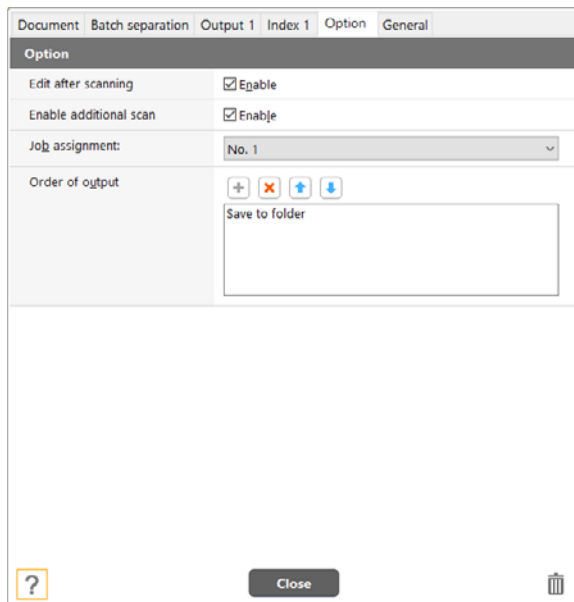 Document Batch separation Output 1 Index 1 Option General
Option
Edit after scanning Enable
Enable additional scan Enable
Job assignment: No. 1
Order of output
Save to folder
? Close